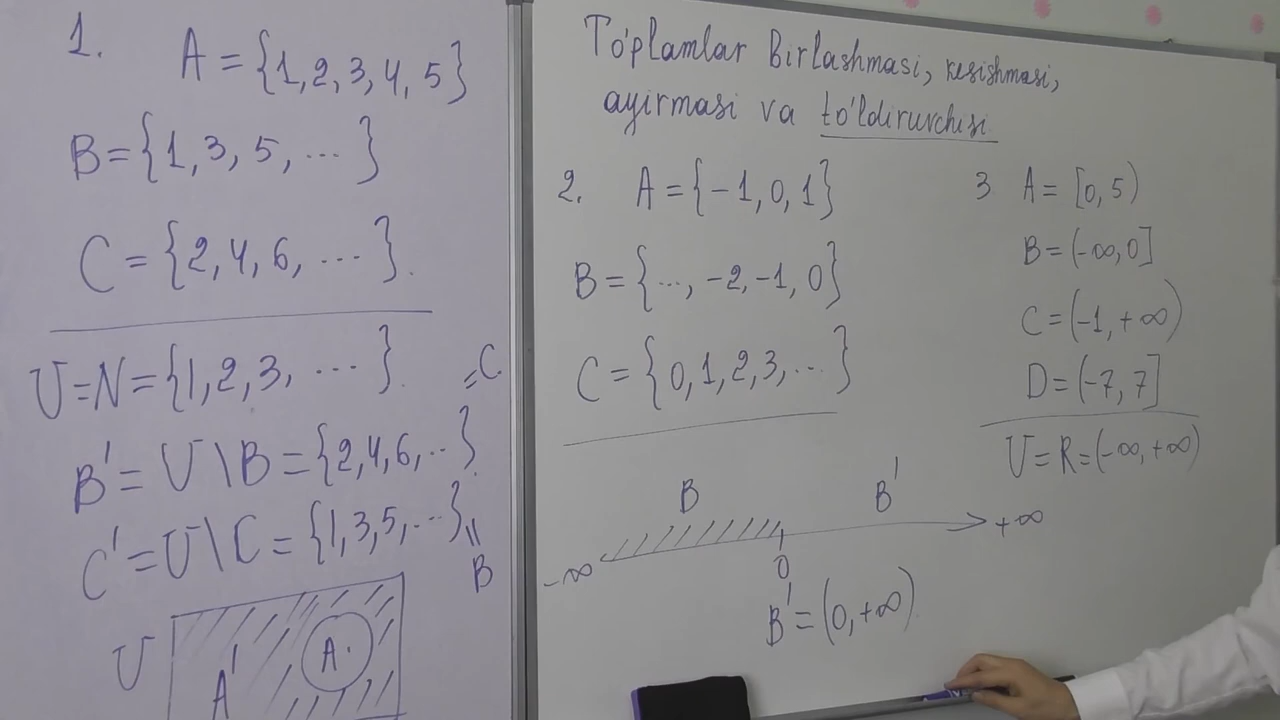 1. A = {1, 2, 3, 4, 5}
B = {1, 3, 5, ... }
C = {2, 4, 6, ... }.
U = N = {1, 2, 3, ... }.
B' = U \ B = {2, 4, 6, .. }. = C.
C' = U \ C = {1, 3, 5, ... } = B
U
A'
A.
To'plamlar Birlashmasi, kesishmasi,
ayirmasi va to'ldiruvchisi.
2. A = {-1, 0, 1}
B = {..., -2, -1, 0}
C = {0, 1, 2, 3, ... }
B B'
-∞ 0 +∞
B' = (0, +∞)
3 A = [0, 5)
B = (-∞, 0]
C = (-1, +∞)
D = (-7, 7]
U = R = (-∞, +∞)